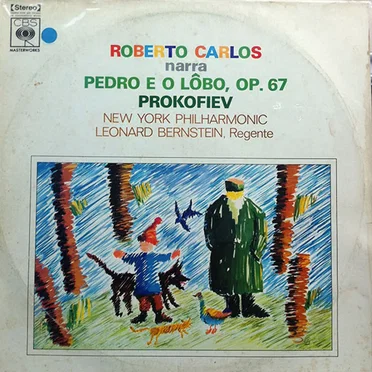 Stereo
CBS
MASTERWORKS
ROBERTO CARLOS
narra
PEDRO E O LÔBO, OP. 67
PROKOFIEV
NEW YORK PHILHARMONIC
LEONARD BERNSTEIN, Regente